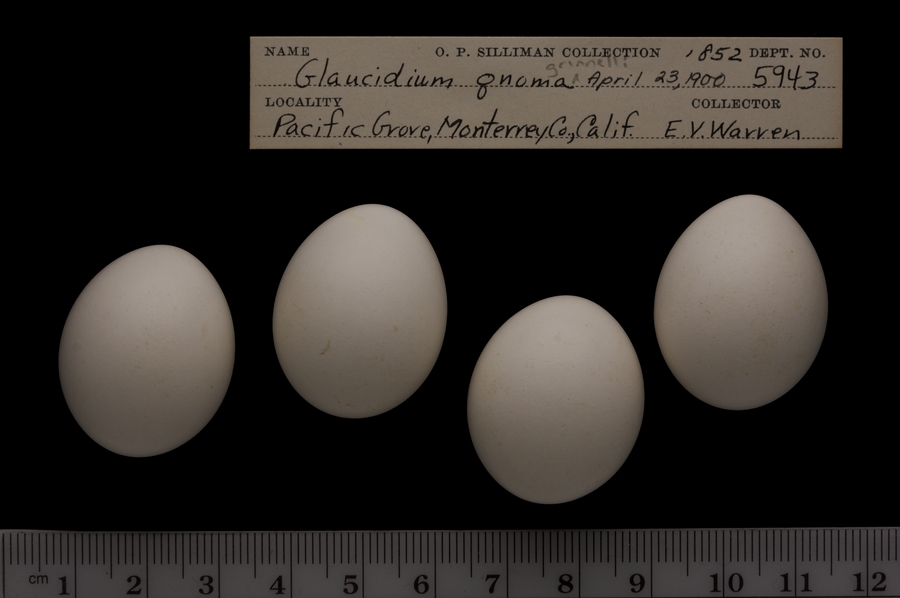 NAME O. P. SILLIMAN COLLECTION 1852 DEPT. NO.
grinnelli
Glaucidium gnoma ^ April 23, 1900 5943
LOCALITY COLLECTOR
Pacific Grove, Monterrey Co., Calif. E. V. Warren
cm 1 2 3 4 5 6 7 8 9 10 11 12